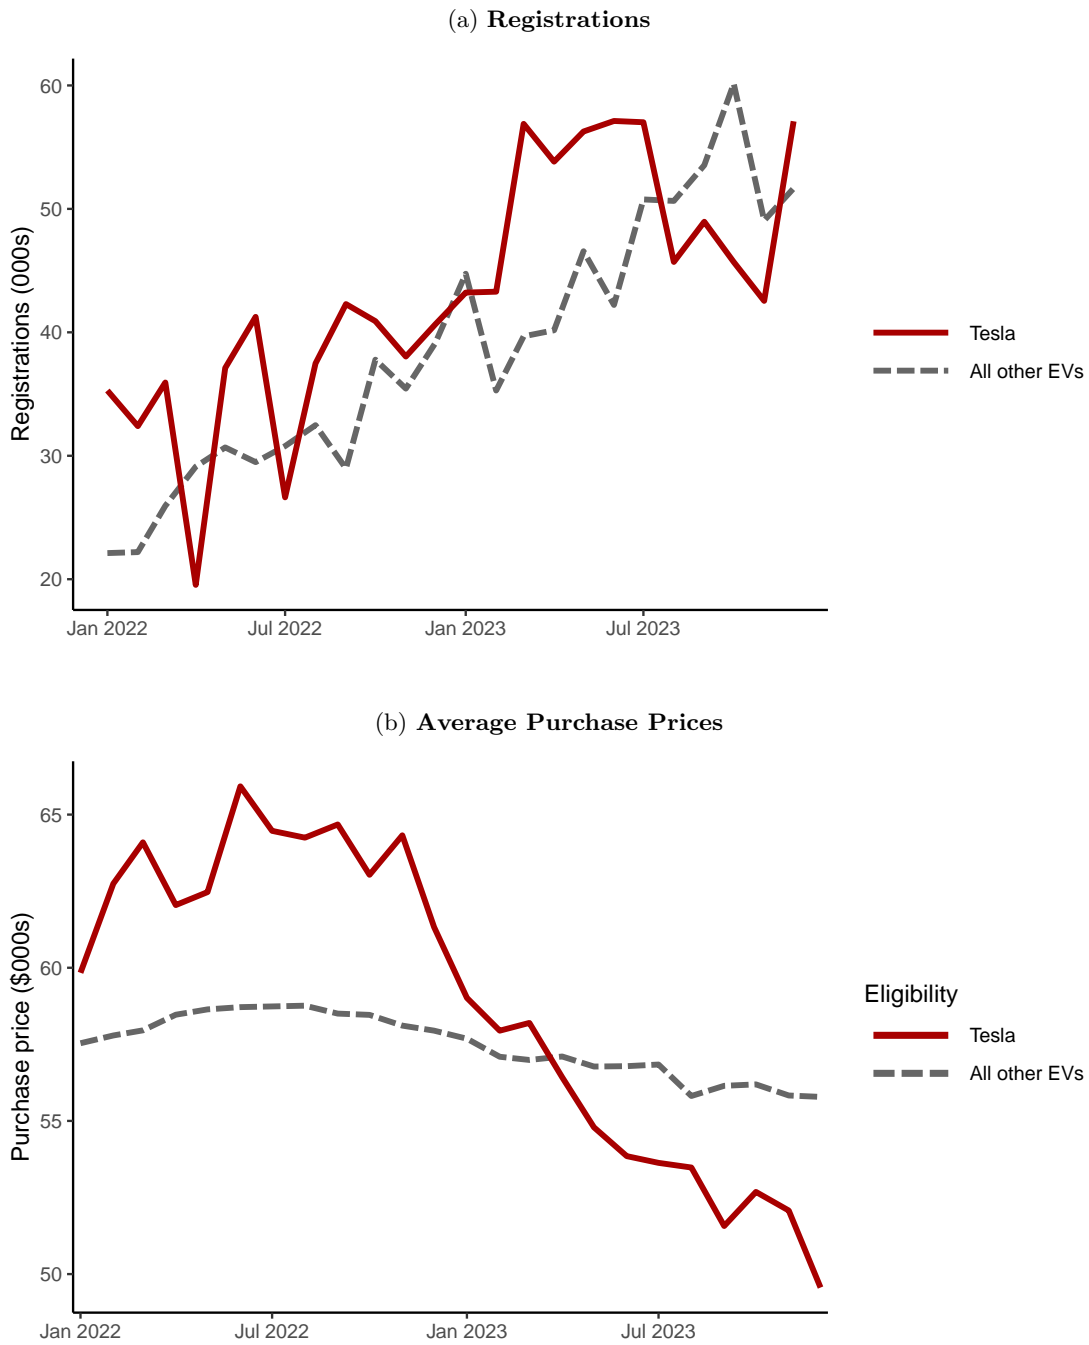 (a) Registrations
Registrations (000s)
60
50
40
30
20
Jan 2022 Jul 2022 Jan 2023 Jul 2023
Tesla
All other EVs
(b) Average Purchase Prices
Purchase price ($000s)
65
60
55
50
Jan 2022 Jul 2022 Jan 2023 Jul 2023
Eligibility
Tesla
All other EVs